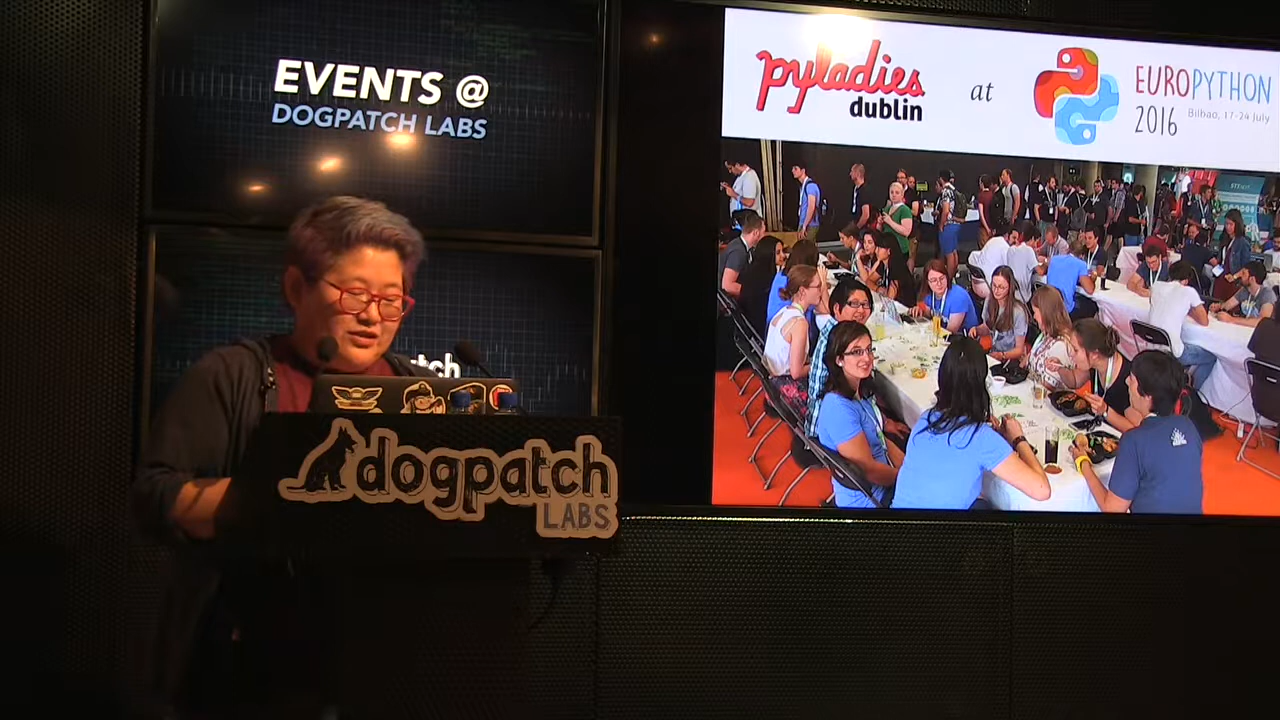 EVENTS @
DOGPATCH LABS
pyladies
dublin
at
EUROPYTHON
2016
Bilbao, 17-24 July
dogpatch
LABS